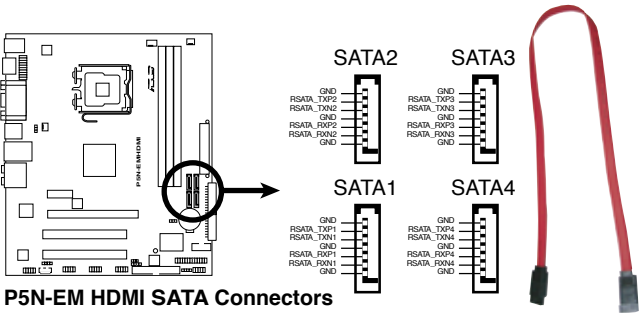 SATA2
GND
RSATA_TXP2
RSATA_TXN2
GND
RSATA_RXP2
RSATA_RXN2
GND
SATA3
GND
RSATA_TXP3
RSATA_TXN3
GND
RSATA_RXP3
RSATA_RXN3
GND
P5N-EMHDMI
SATA1
GND
RSATA_TXP1
RSATA_TXN1
GND
RSATA_RXP1
RSATA_RXN1
GND
SATA4
GND
RSATA_TXP4
RSATA_TXN4
GND
RSATA_RXP4
RSATA_RXN4
GND
P5N-EM HDMI SATA Connectors